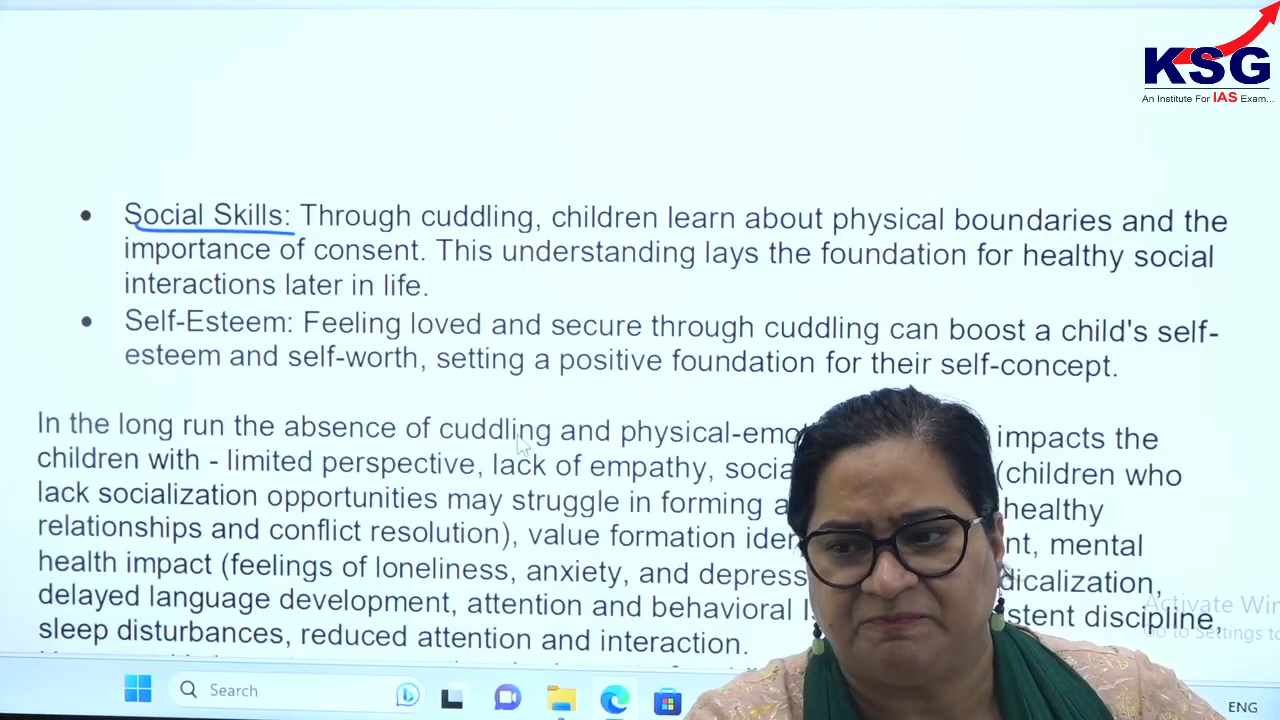 KSG
An Institute For IAS Exam...
• Social Skills: Through cuddling, children learn about physical boundaries and the
importance of consent. This understanding lays the foundation for healthy social
interactions later in life.
• Self-Esteem: Feeling loved and secure through cuddling can boost a child's self-
esteem and self-worth, setting a positive foundation for their self-concept.
In the long run the absence of cuddling and physical-emo impacts the
children with - limited perspective, lack of empathy, socia (children who
lack socialization opportunities may struggle in forming a healthy
relationships and conflict resolution), value formation iden nt, mental
health impact (feelings of loneliness, anxiety, and depress dicalization,
delayed language development, attention and behavioral stent discipline,
sleep disturbances, reduced attention and interaction.
Activate Win
Go to Settings to
Search
ENG